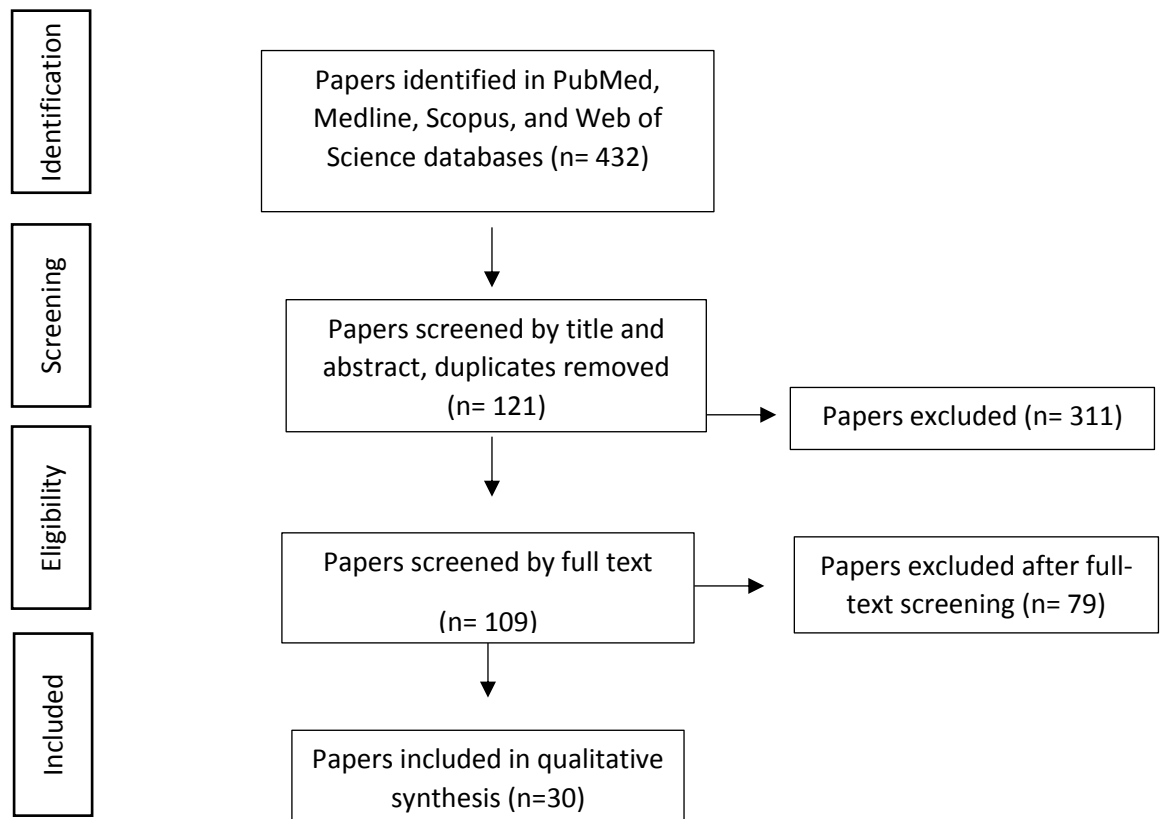 Identification
Papers identified in PubMed,
Medline, Scopus, and Web of
Science databases (n= 432)
Screening
Papers screened by title and
abstract, duplicates removed
(n= 121)
Papers excluded (n= 311)
Eligibility
Papers screened by full text
(n= 109)
Papers excluded after full-
text screening (n= 79)
Included
Papers included in qualitative
synthesis (n=30)